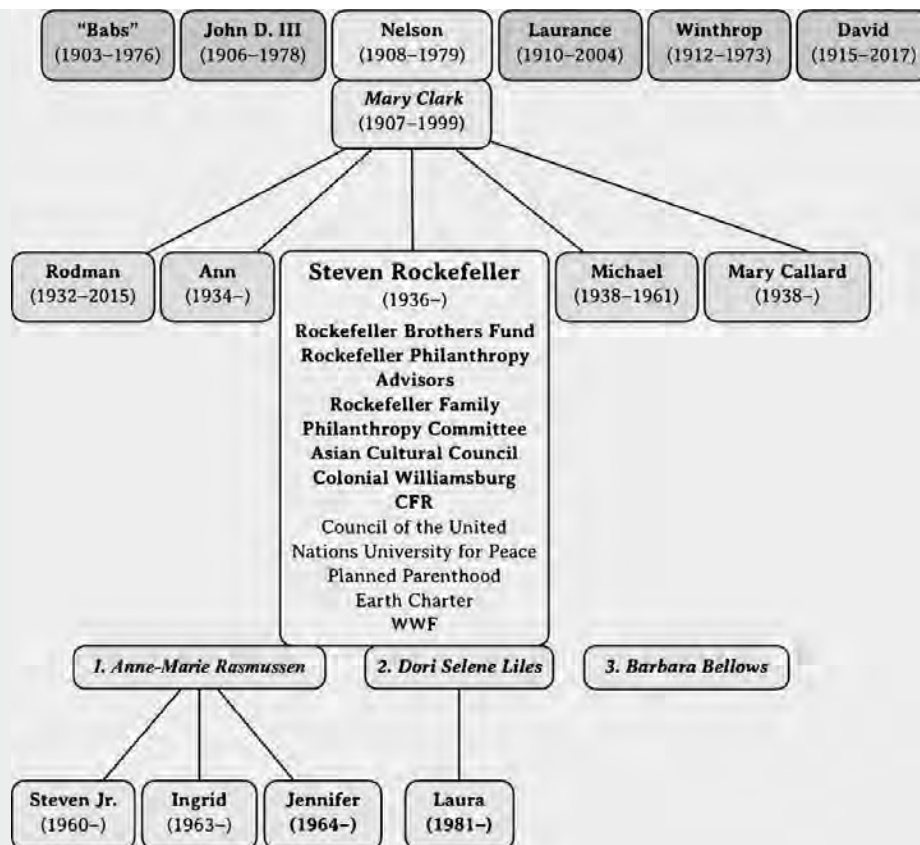 "Babs"
(1903–1976)
John D. III
(1906–1978)
Nelson
(1908–1979)
Laurance
(1910–2004)
Winthrop
(1912–1973)
David
(1915–2017)
Mary Clark
(1907–1999)
Rodman
(1932–2015)
Ann
(1934–)
Steven Rockefeller
(1936–)
Rockefeller Brothers Fund
Rockefeller Philanthropy
Advisors
Rockefeller Family
Philanthropy Committee
Asian Cultural Council
Colonial Williamsburg
CFR
Council of the United
Nations University for Peace
Planned Parenthood
Earth Charter
WWF
Michael
(1938–1961)
Mary Callard
(1938–)
1. Anne-Marie Rasmussen
2. Dori Selene Liles
3. Barbara Bellows
Steven Jr.
(1960–)
Ingrid
(1963–)
Jennifer
(1964–)
Laura
(1981–)